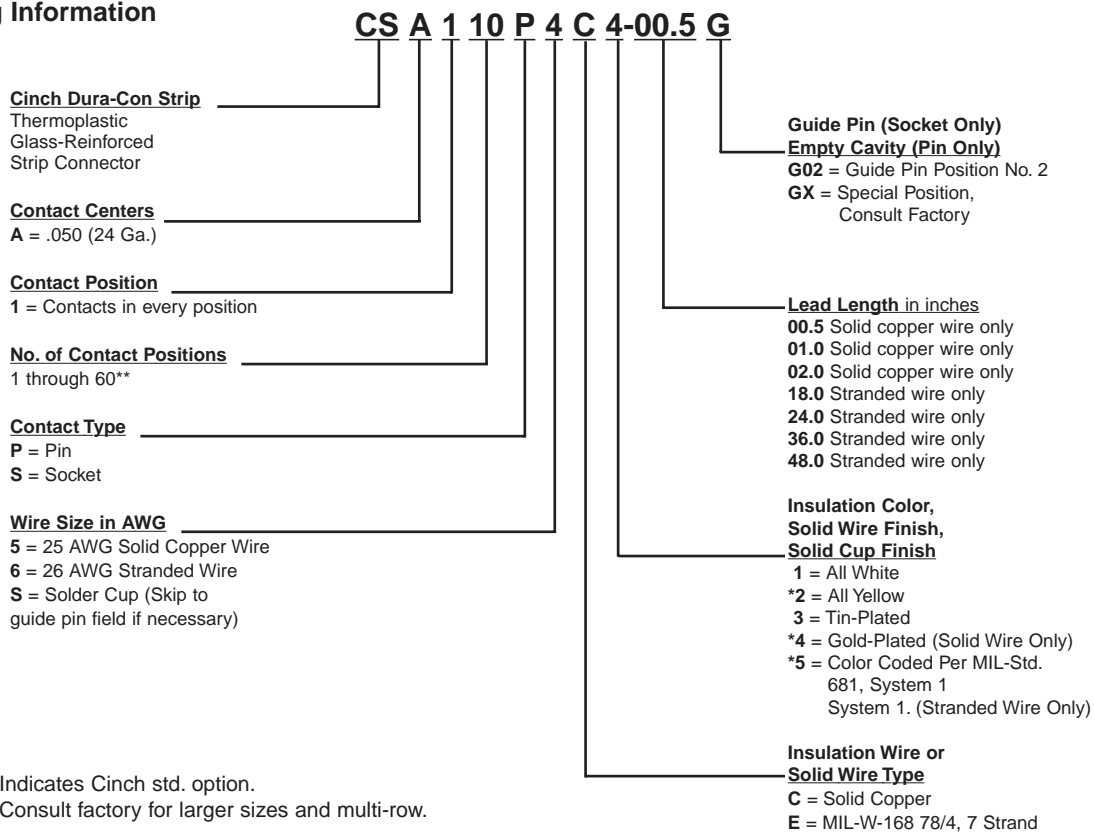 Information
CS A 1 10 P 4 C 4-00.5 G
Cinch Dura-Con Strip
Thermoplastic
Glass-Reinforced
Strip Connector
Contact Centers
A = .050 (24 Ga.)
Contact Position
1 = Contacts in every position
No. of Contact Positions
1 through 60**
Contact Type
P = Pin
S = Socket
Wire Size in AWG
5 = 25 AWG Solid Copper Wire
6 = 26 AWG Stranded Wire
S = Solder Cup (Skip to
guide pin field if necessary)
Indicates Cinch std. option.
Consult factory for larger sizes and multi-row.
Guide Pin (Socket Only)
Empty Cavity (Pin Only)
G02 = Guide Pin Position No. 2
GX = Special Position,
Consult Factory
Lead Length in inches
00.5 Solid copper wire only
01.0 Solid copper wire only
02.0 Solid copper wire only
18.0 Stranded wire only
24.0 Stranded wire only
36.0 Stranded wire only
48.0 Stranded wire only
Insulation Color,
Solid Wire Finish,
Solid Cup Finish
1 = All White
*2 = All Yellow
3 = Tin-Plated
*4 = Gold-Plated (Solid Wire Only)
*5 = Color Coded Per MIL-Std.
681, System 1
System 1. (Stranded Wire Only)
Insulation Wire or
Solid Wire Type
C = Solid Copper
E = MIL-W-168 78/4, 7 Strand